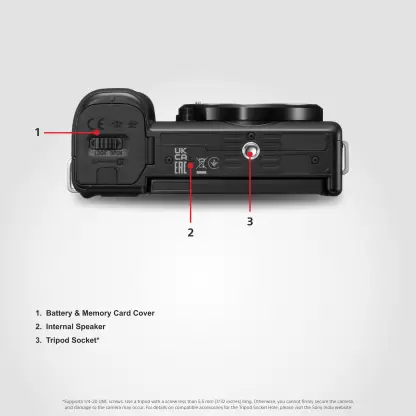 CE
LOCK OPEN
1
UK
CA
EAC
2
3
1. Battery & Memory Card Cover
2. Internal Speaker
3. Tripod Socket*
*Supports 1/4-20 UNC screws. Use a tripod with a screw less than 5.5 mm (7/32 inches) long. Otherwise, you cannot firmly secure the camera,
and damage to the camera may occur. For details on compatible accessories for the Tripod Socket Hole, please visit the Sony India website